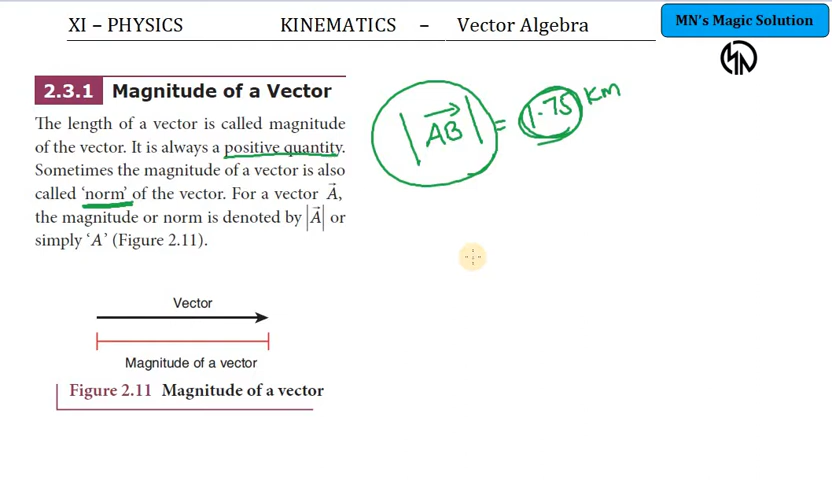 XI – PHYSICS KINEMATICS – Vector Algebra
MN's Magic Solution
MN
2.3.1 Magnitude of a Vector
The length of a vector is called magnitude
of the vector. It is always a positive quantity.
Sometimes the magnitude of a vector is also
called ‘norm’ of the vector. For a vector A⃗,
the magnitude or norm is denoted by |A⃗| or
simply ‘A’ (Figure 2.11).
|AB⃗| = 1.75 km
Vector
Magnitude of a vector
Figure 2.11 Magnitude of a vector